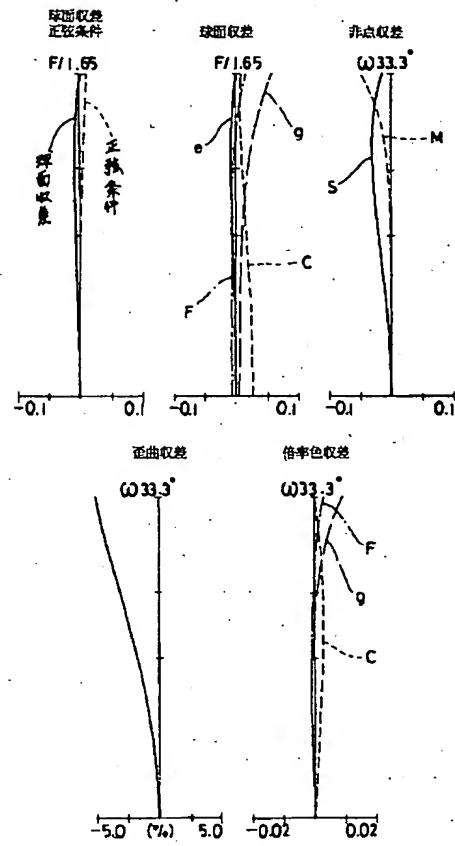 球面収差
正弦条件
F/1.65
球面収差
正弦条件
-0.1
0.1
球面収差
F/1.65
e
g
C
F
-0.1
0.1
非点収差
ω33.3°
M
S
-0.1
0.1
歪曲収差
ω33.3°
-5.0
(%)
5.0
倍率色収差
ω33.3°
F
g
C
-0.02
0.02